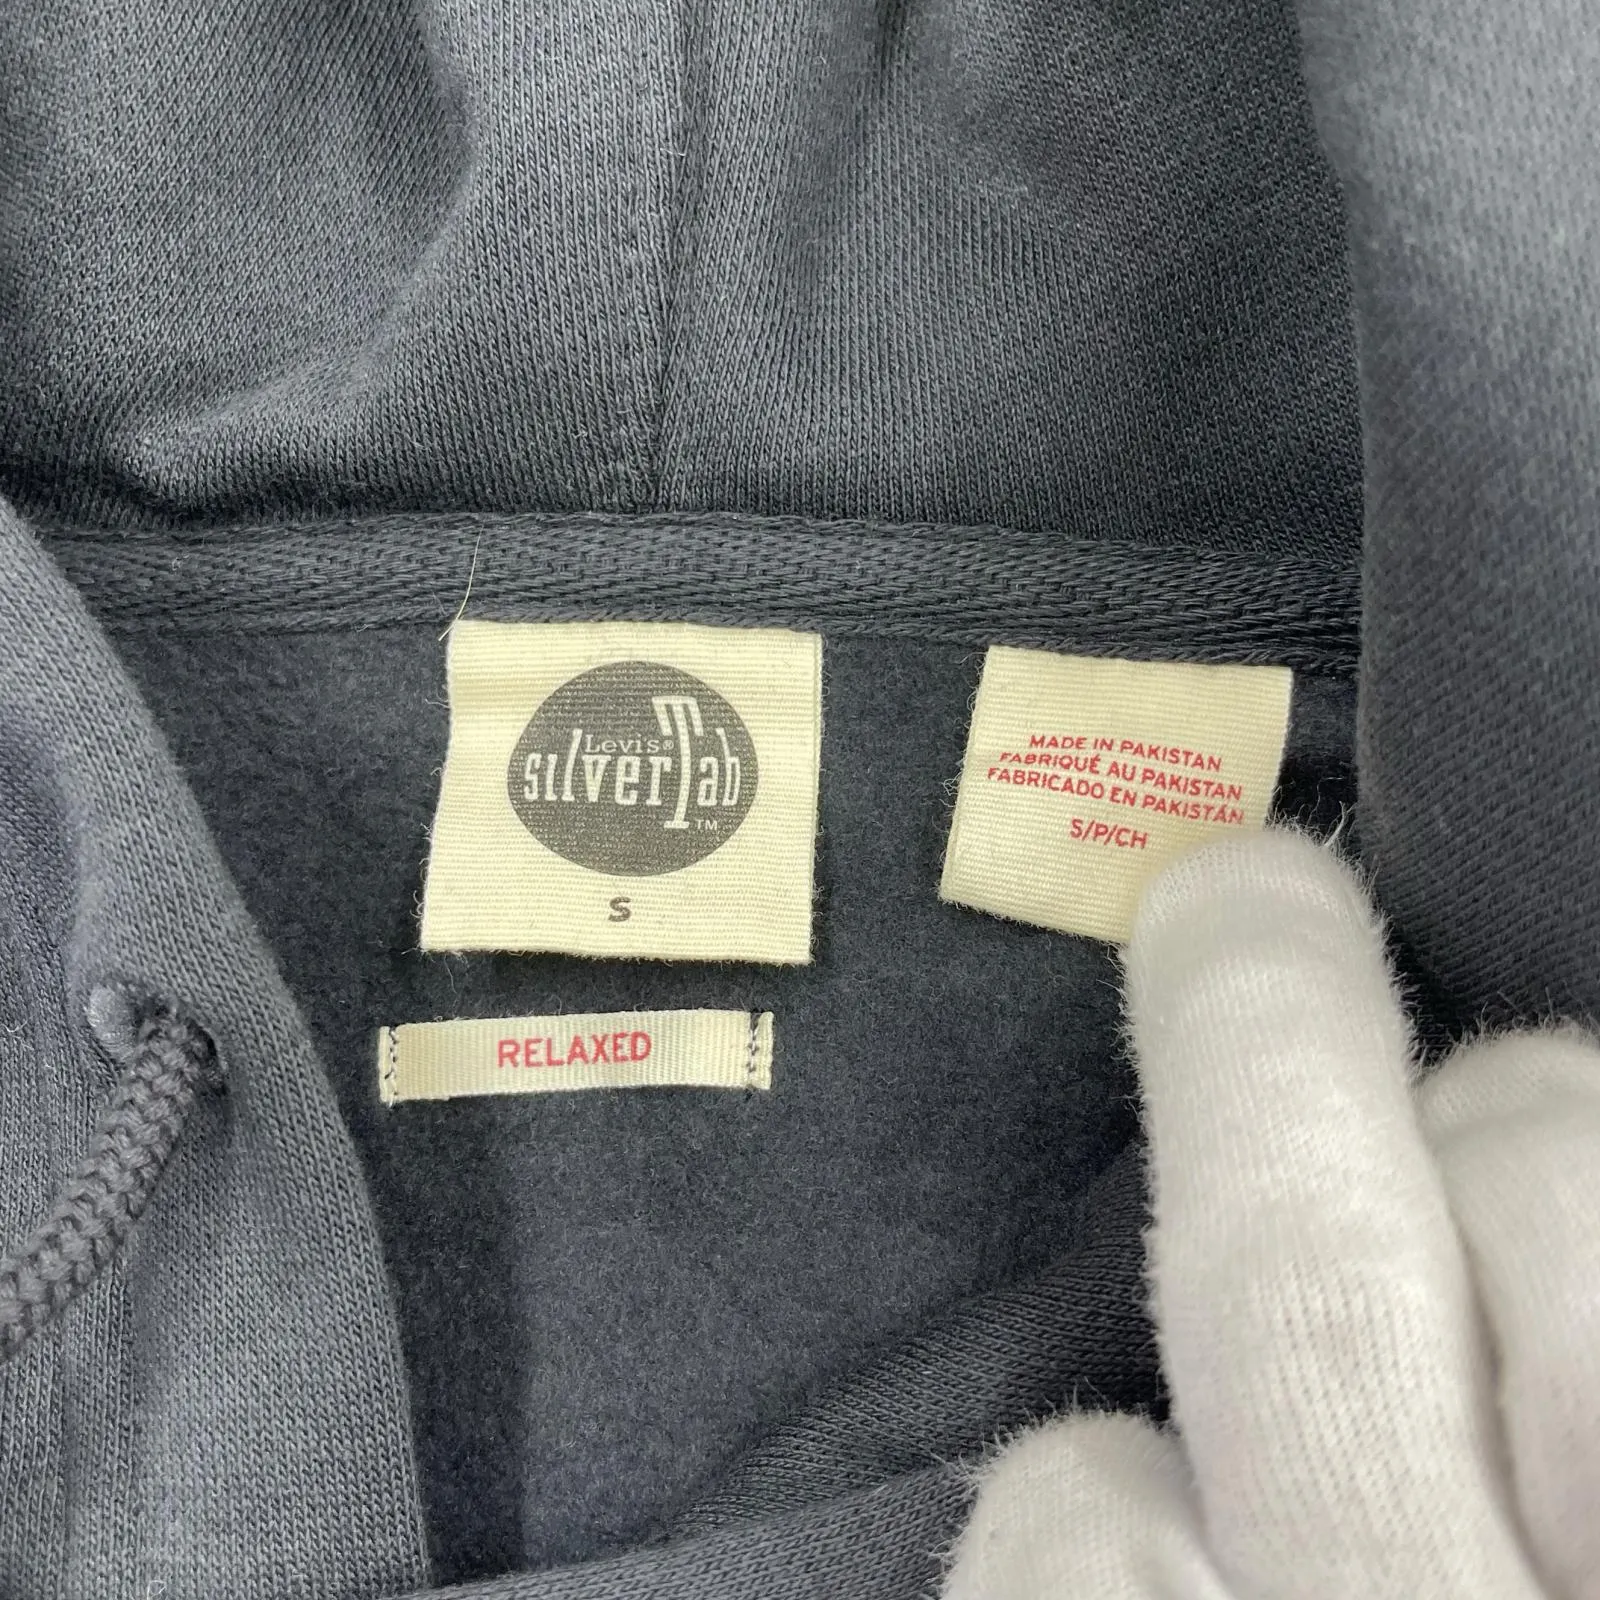 Levis®
silverTab
TM
S
RELAXED
MADE IN PAKISTAN
FABRIQUÉ AU PAKISTAN
FABRICADO EN PAKISTÁN
S/P/CH